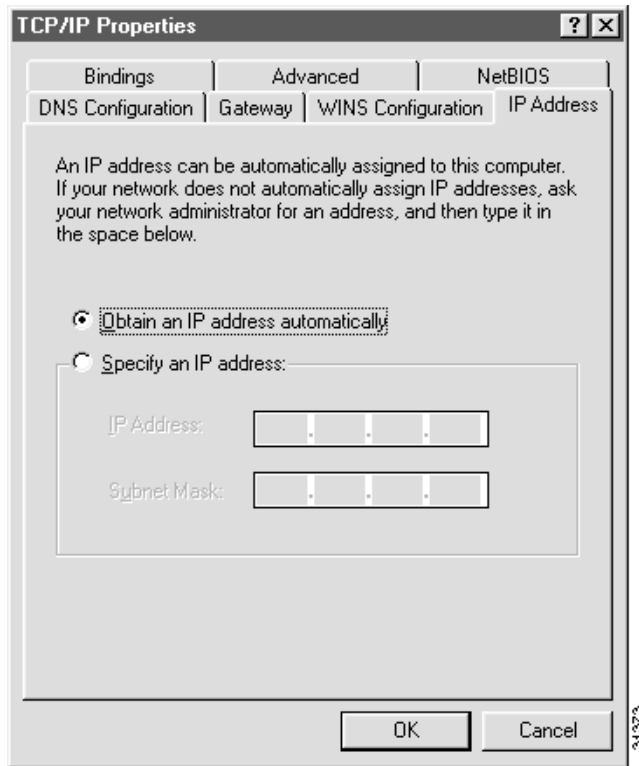 TCP/IP Properties
? X
Bindings Advanced NetBIOS
DNS Configuration Gateway WINS Configuration IP Address
An IP address can be automatically assigned to this computer.
If your network does not automatically assign IP addresses, ask
your network administrator for an address, and then type it in
the space below.
Obtain an IP address automatically
Specify an IP address:
IP Address:
. . .
Subnet Mask:
. . .
OK Cancel
31373